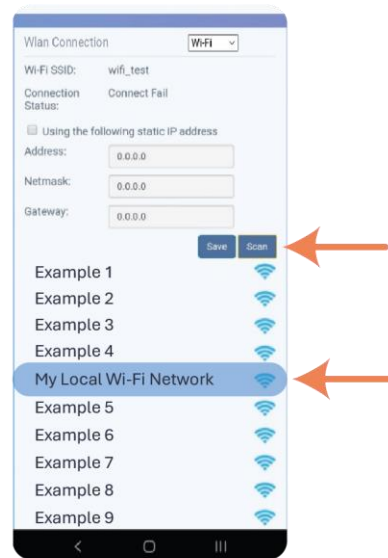 Wlan Connection Wi-Fi
Wi-Fi SSID: wifi_test
Connection Status: Connect Fail
Using the following static IP address
Address: 0.0.0.0
Netmask: 0.0.0.0
Gateway: 0.0.0.0
Save Scan
Example 1
Example 2
Example 3
Example 4
My Local Wi-Fi Network
Example 5
Example 6
Example 7
Example 8
Example 9